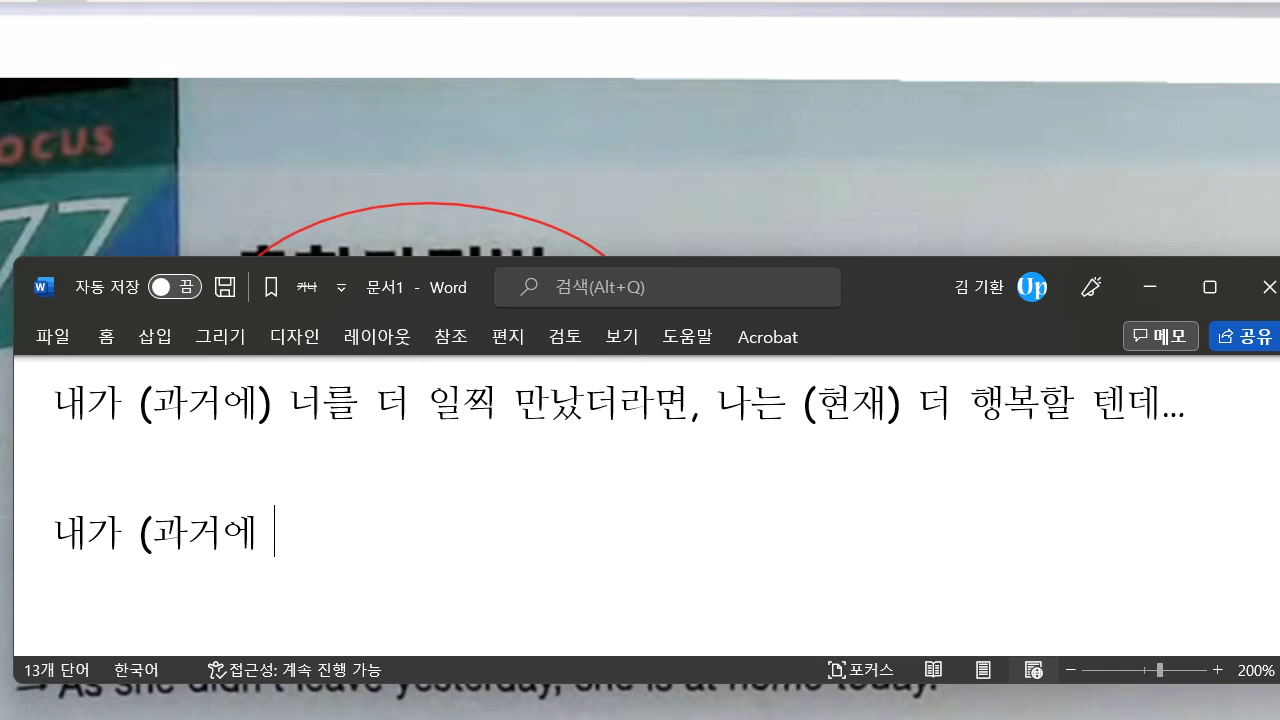 OCUS
77
자동 저장 끔 가나 문서1 - Word 검색(Alt+Q) 김 기환 Up
파일 홈 삽입 그리기 디자인 레이아웃 참조 편지 검토 보기 도움말 Acrobat 메모 공유
내가 (과거에) 너를 더 일찍 만났더라면, 나는 (현재) 더 행복할 텐데...
내가 (과거에
13개 단어 한국어 접근성: 계속 진행 가능 포커스 200%
As she didn't leave yesterday, she is at home today.